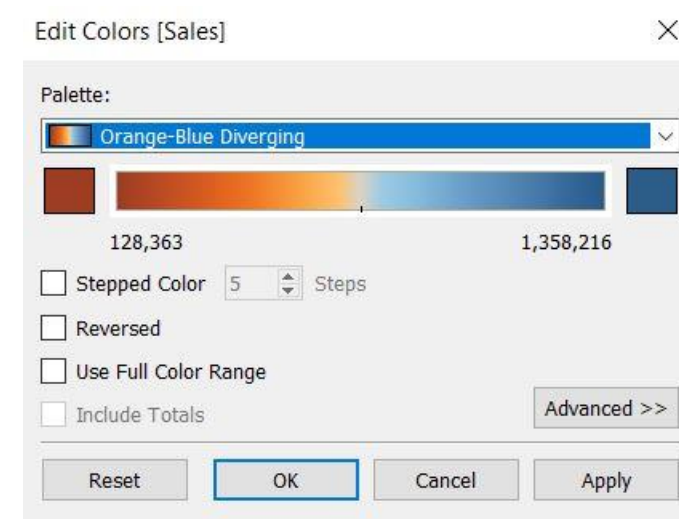 Edit Colors [Sales]
Palette:
Orange-Blue Diverging
128,363 1,358,216
Stepped Color 5 Steps
Reversed
Use Full Color Range
Include Totals Advanced >>
Reset OK Cancel Apply